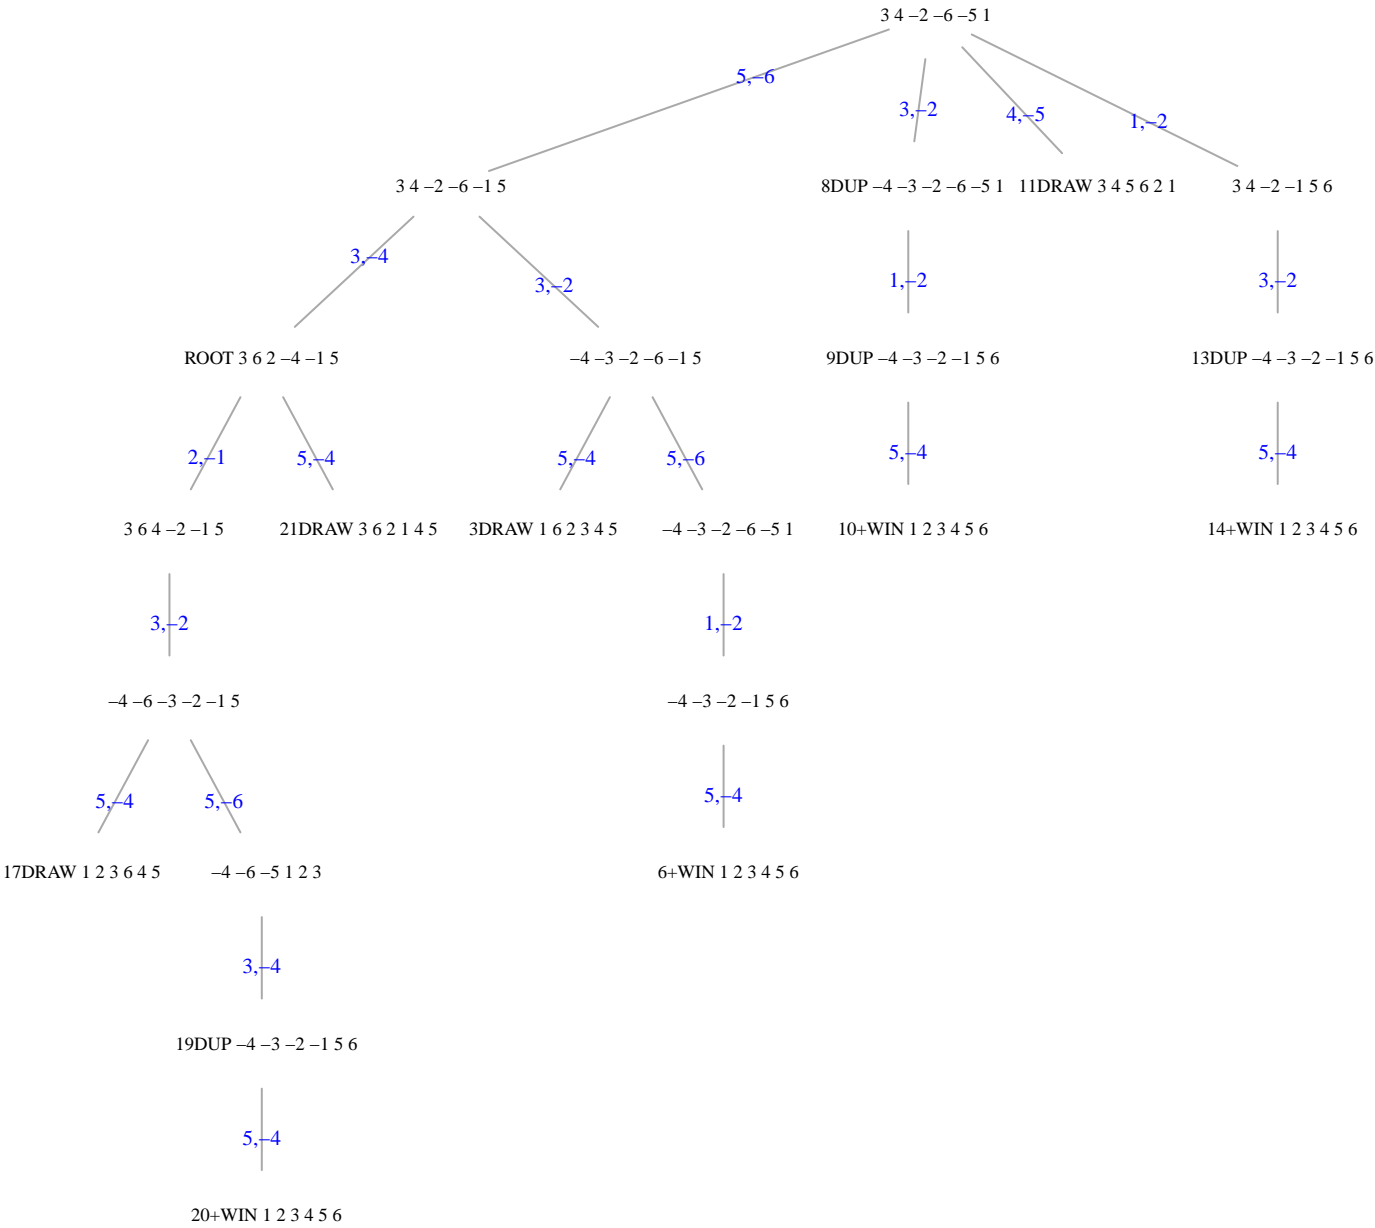 3 4 –2 –6 –5 1
5,–6
3,–2
4,–5
1,–2
3 4 –2 –6 –1 5
8DUP –4 –3 –2 –6 –5 1
11DRAW 3 4 5 6 2 1
3 4 –2 –1 5 6
3,–4
3,–2
1,–2
3,–2
ROOT 3 6 2 –4 –1 5
–4 –3 –2 –6 –1 5
9DUP –4 –3 –2 –1 5 6
13DUP –4 –3 –2 –1 5 6
2,–1
5,–4
5,–4
5,–6
5,–4
5,–4
3 6 4 –2 –1 5
21DRAW 3 6 2 1 4 5
3DRAW 1 6 2 3 4 5
–4 –3 –2 –6 –5 1
10+WIN 1 2 3 4 5 6
14+WIN 1 2 3 4 5 6
3,–2
1,–2
–4 –6 –3 –2 –1 5
–4 –3 –2 –1 5 6
5,–4
5,–6
5,–4
17DRAW 1 2 3 6 4 5
–4 –6 –5 1 2 3
6+WIN 1 2 3 4 5 6
3,–4
19DUP –4 –3 –2 –1 5 6
5,–4
20+WIN 1 2 3 4 5 6